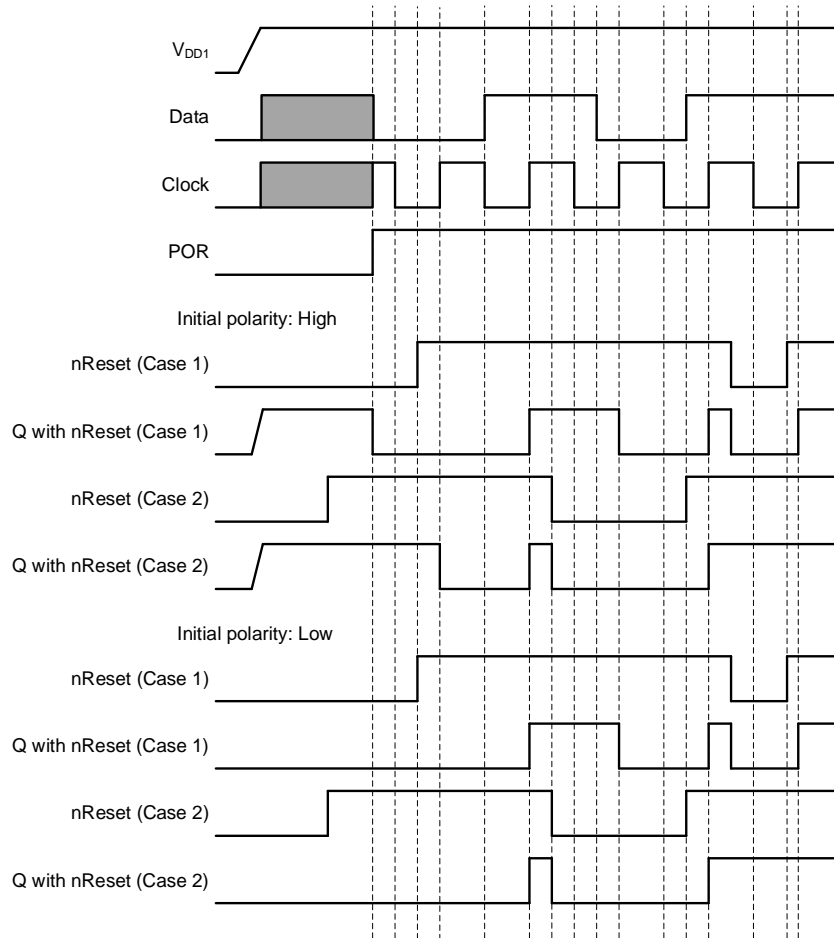 VDD1
Data
Clock
POR
Initial polarity: High
nReset (Case 1)
Q with nReset (Case 1)
nReset (Case 2)
Q with nReset (Case 2)
Initial polarity: Low
nReset (Case 1)
Q with nReset (Case 1)
nReset (Case 2)
Q with nReset (Case 2)